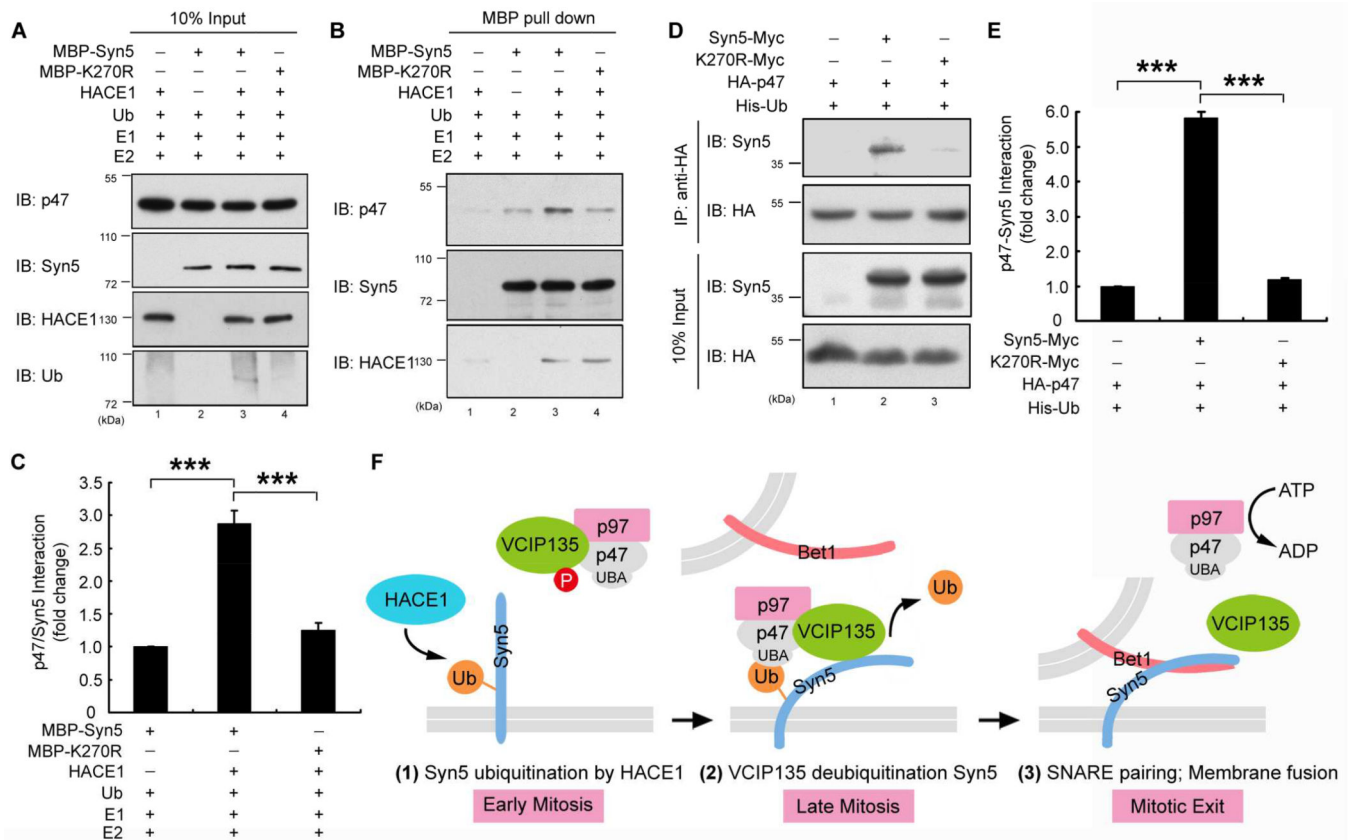 A
10% Input
MBP-Syn5 – + + –
MBP-K270R – – – +
HACE1 + – + +
Ub + + + +
E1 + + + +
E2 + + + +
55
IB: p47
110
IB: Syn5
72
IB: HACE1 130
110
IB: Ub
72
(kDa) 1 2 3 4
B
MBP pull down
MBP-Syn5 – + + –
MBP-K270R – – – +
HACE1 + – + +
Ub + + + +
E1 + + + +
E2 + + + +
55
IB: p47
110
IB: Syn5
72
IB: HACE1 130
(kDa) 1 2 3 4
D
Syn5-Myc – + –
K270R-Myc – – +
HA-p47 + + +
His-Ub + + +
IP: anti-HA
IB: Syn5
35
55
IB: HA
10% Input
IB: Syn5
35
55
IB: HA
(kDa) 1 2 3
E
*** ***
p47-Syn5 Interaction
(fold change)
6.0
5.0
4.0
3.0
2.0
1.0
0
Syn5-Myc – + –
K270R-Myc – – +
HA-p47 + + +
His-Ub + + +
C
*** ***
p47/Syn5 Interaction
(fold change)
3.5
3.0
2.5
2.0
1.5
1.0
0.5
0
MBP-Syn5 + + –
MBP-K270R – – +
HACE1 – + +
Ub + + +
E1 + + +
E2 + + +
F
HACE1
Ub
Syn5
VCIP135
P
p97
p47
UBA
(1) Syn5 ubiquitination by HACE1
Early Mitosis
Bet1
p97
p47
UBA
VCIP135
Ub
Ub
Syn5
(2) VCIP135 deubiquitination Syn5
Late Mitosis
p97
p47
UBA
ATP
ADP
VCIP135
Bet1
Syn5
(3) SNARE pairing; Membrane fusion
Mitotic Exit